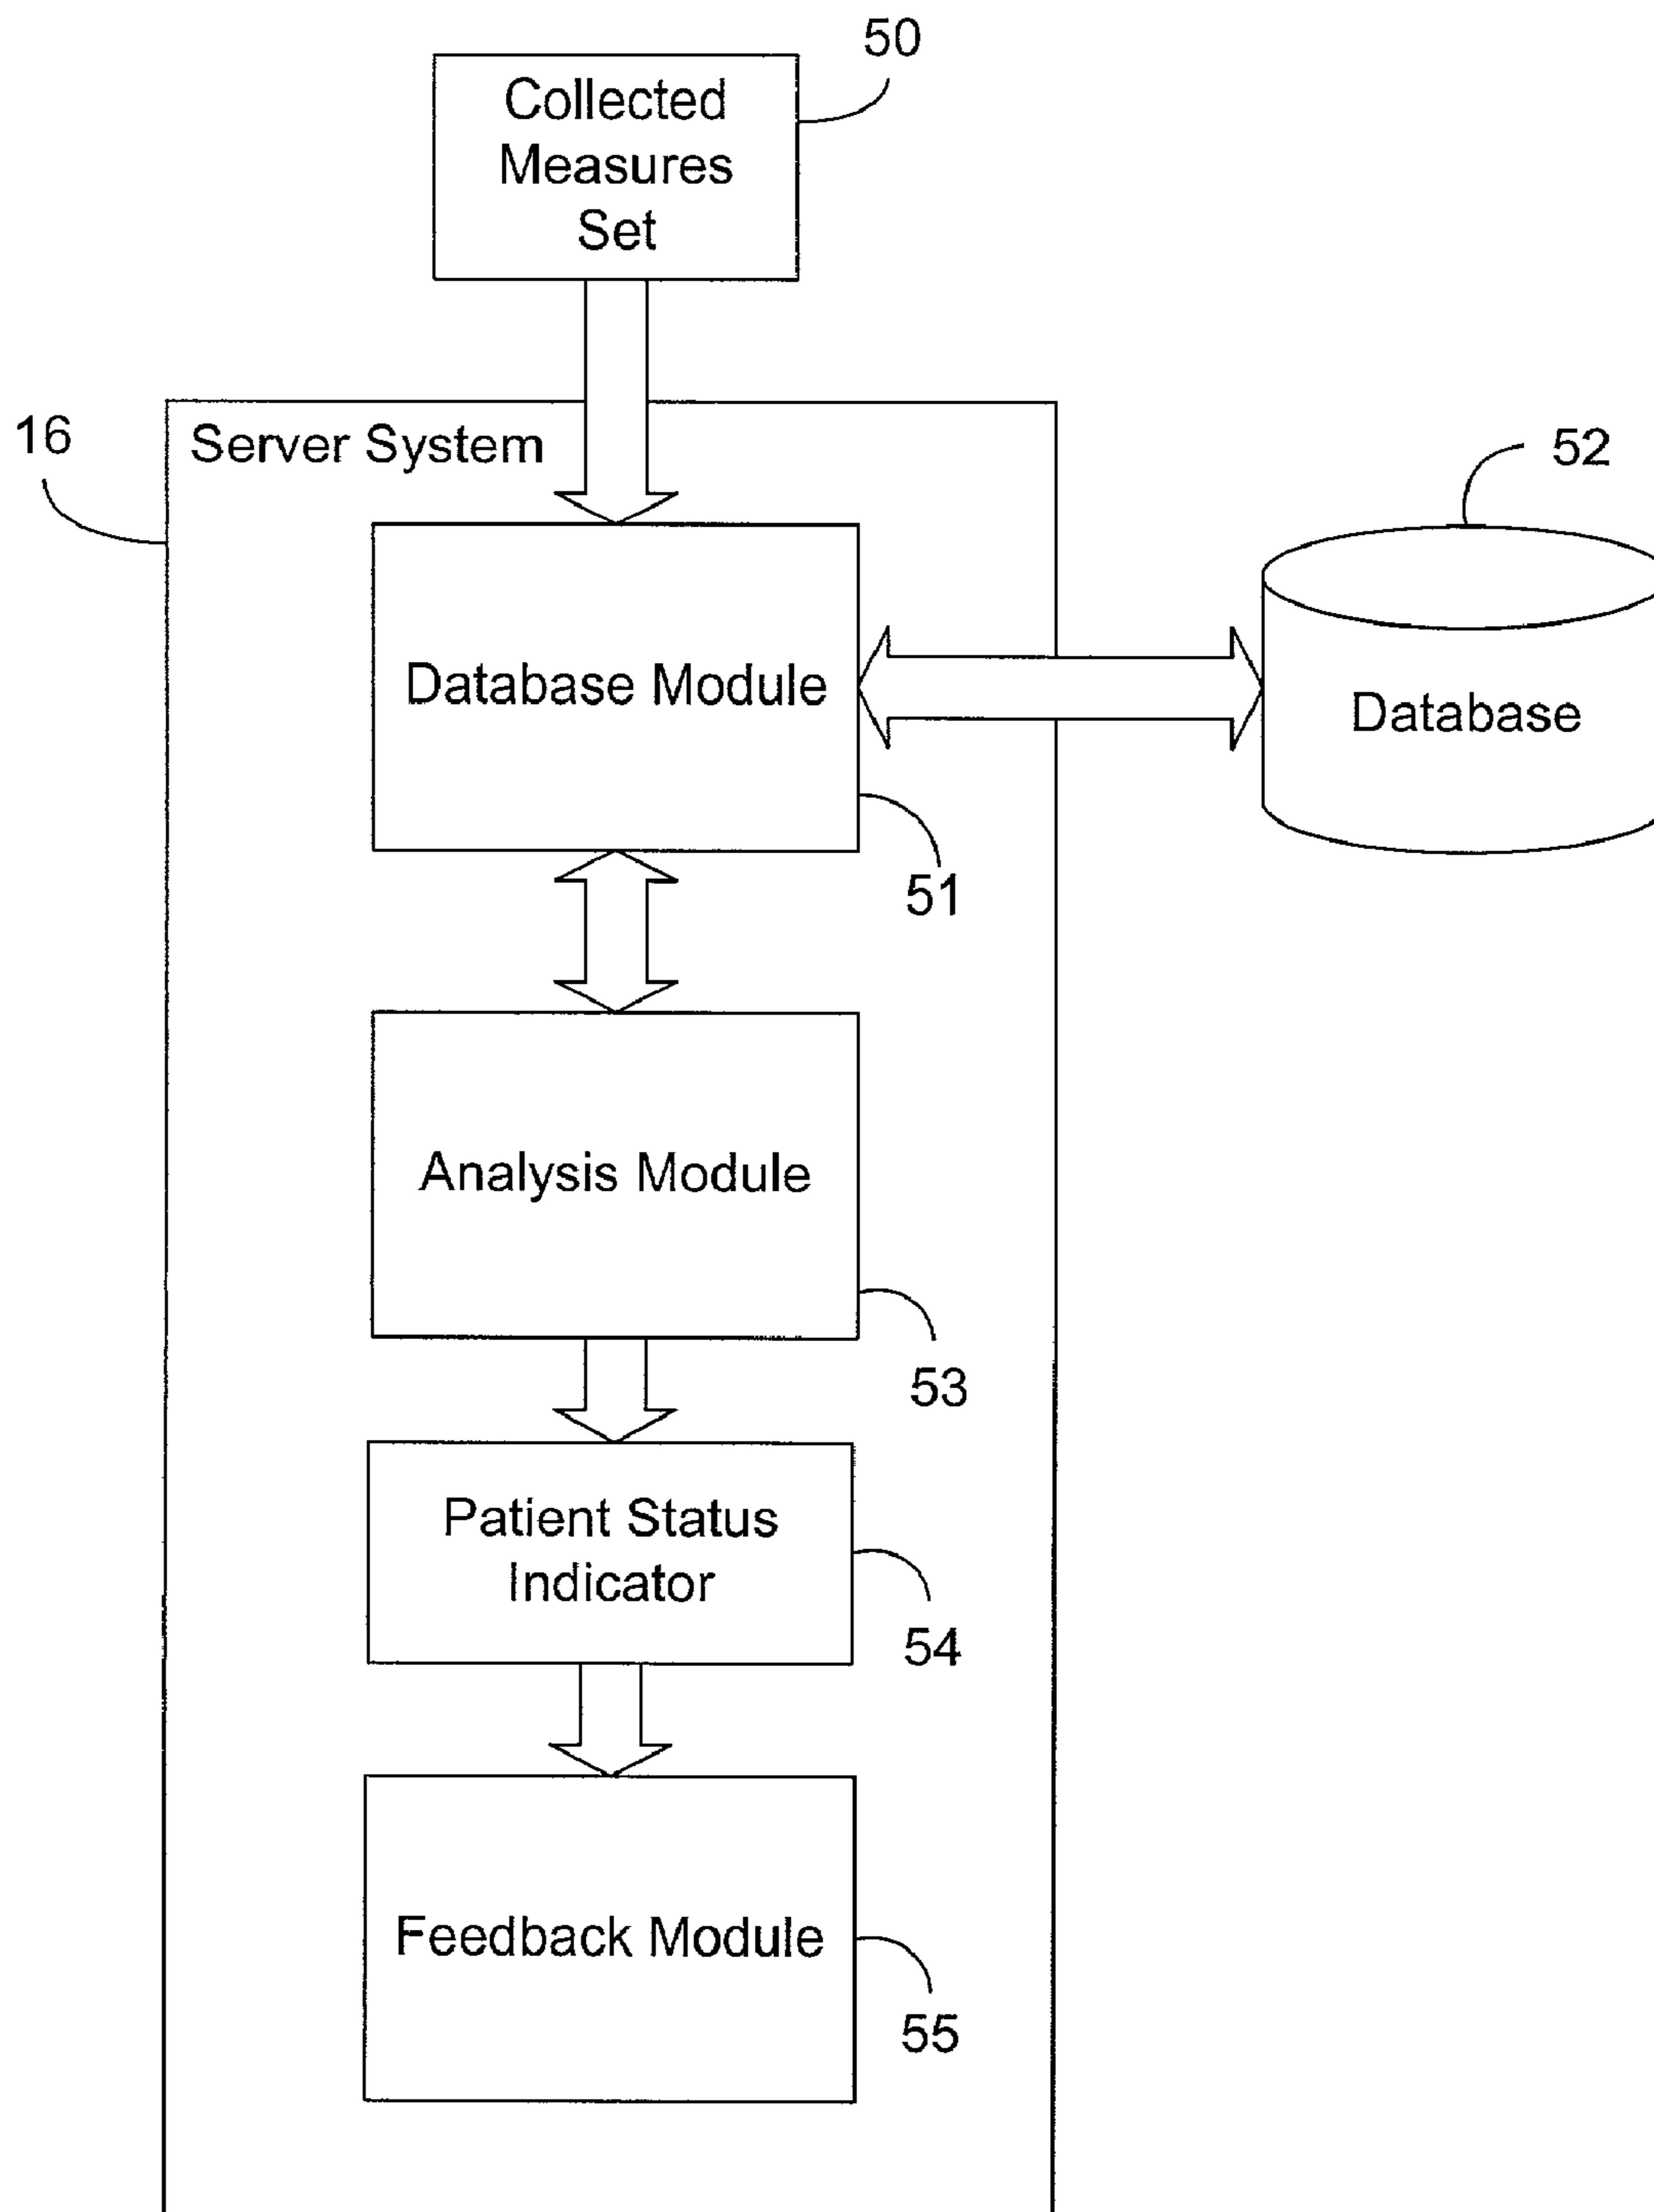 50
Collected
Measures
Set
16
Server System
52
Database Module
Database
51
Analysis Module
53
Patient Status
Indicator
54
Feedback Module
55